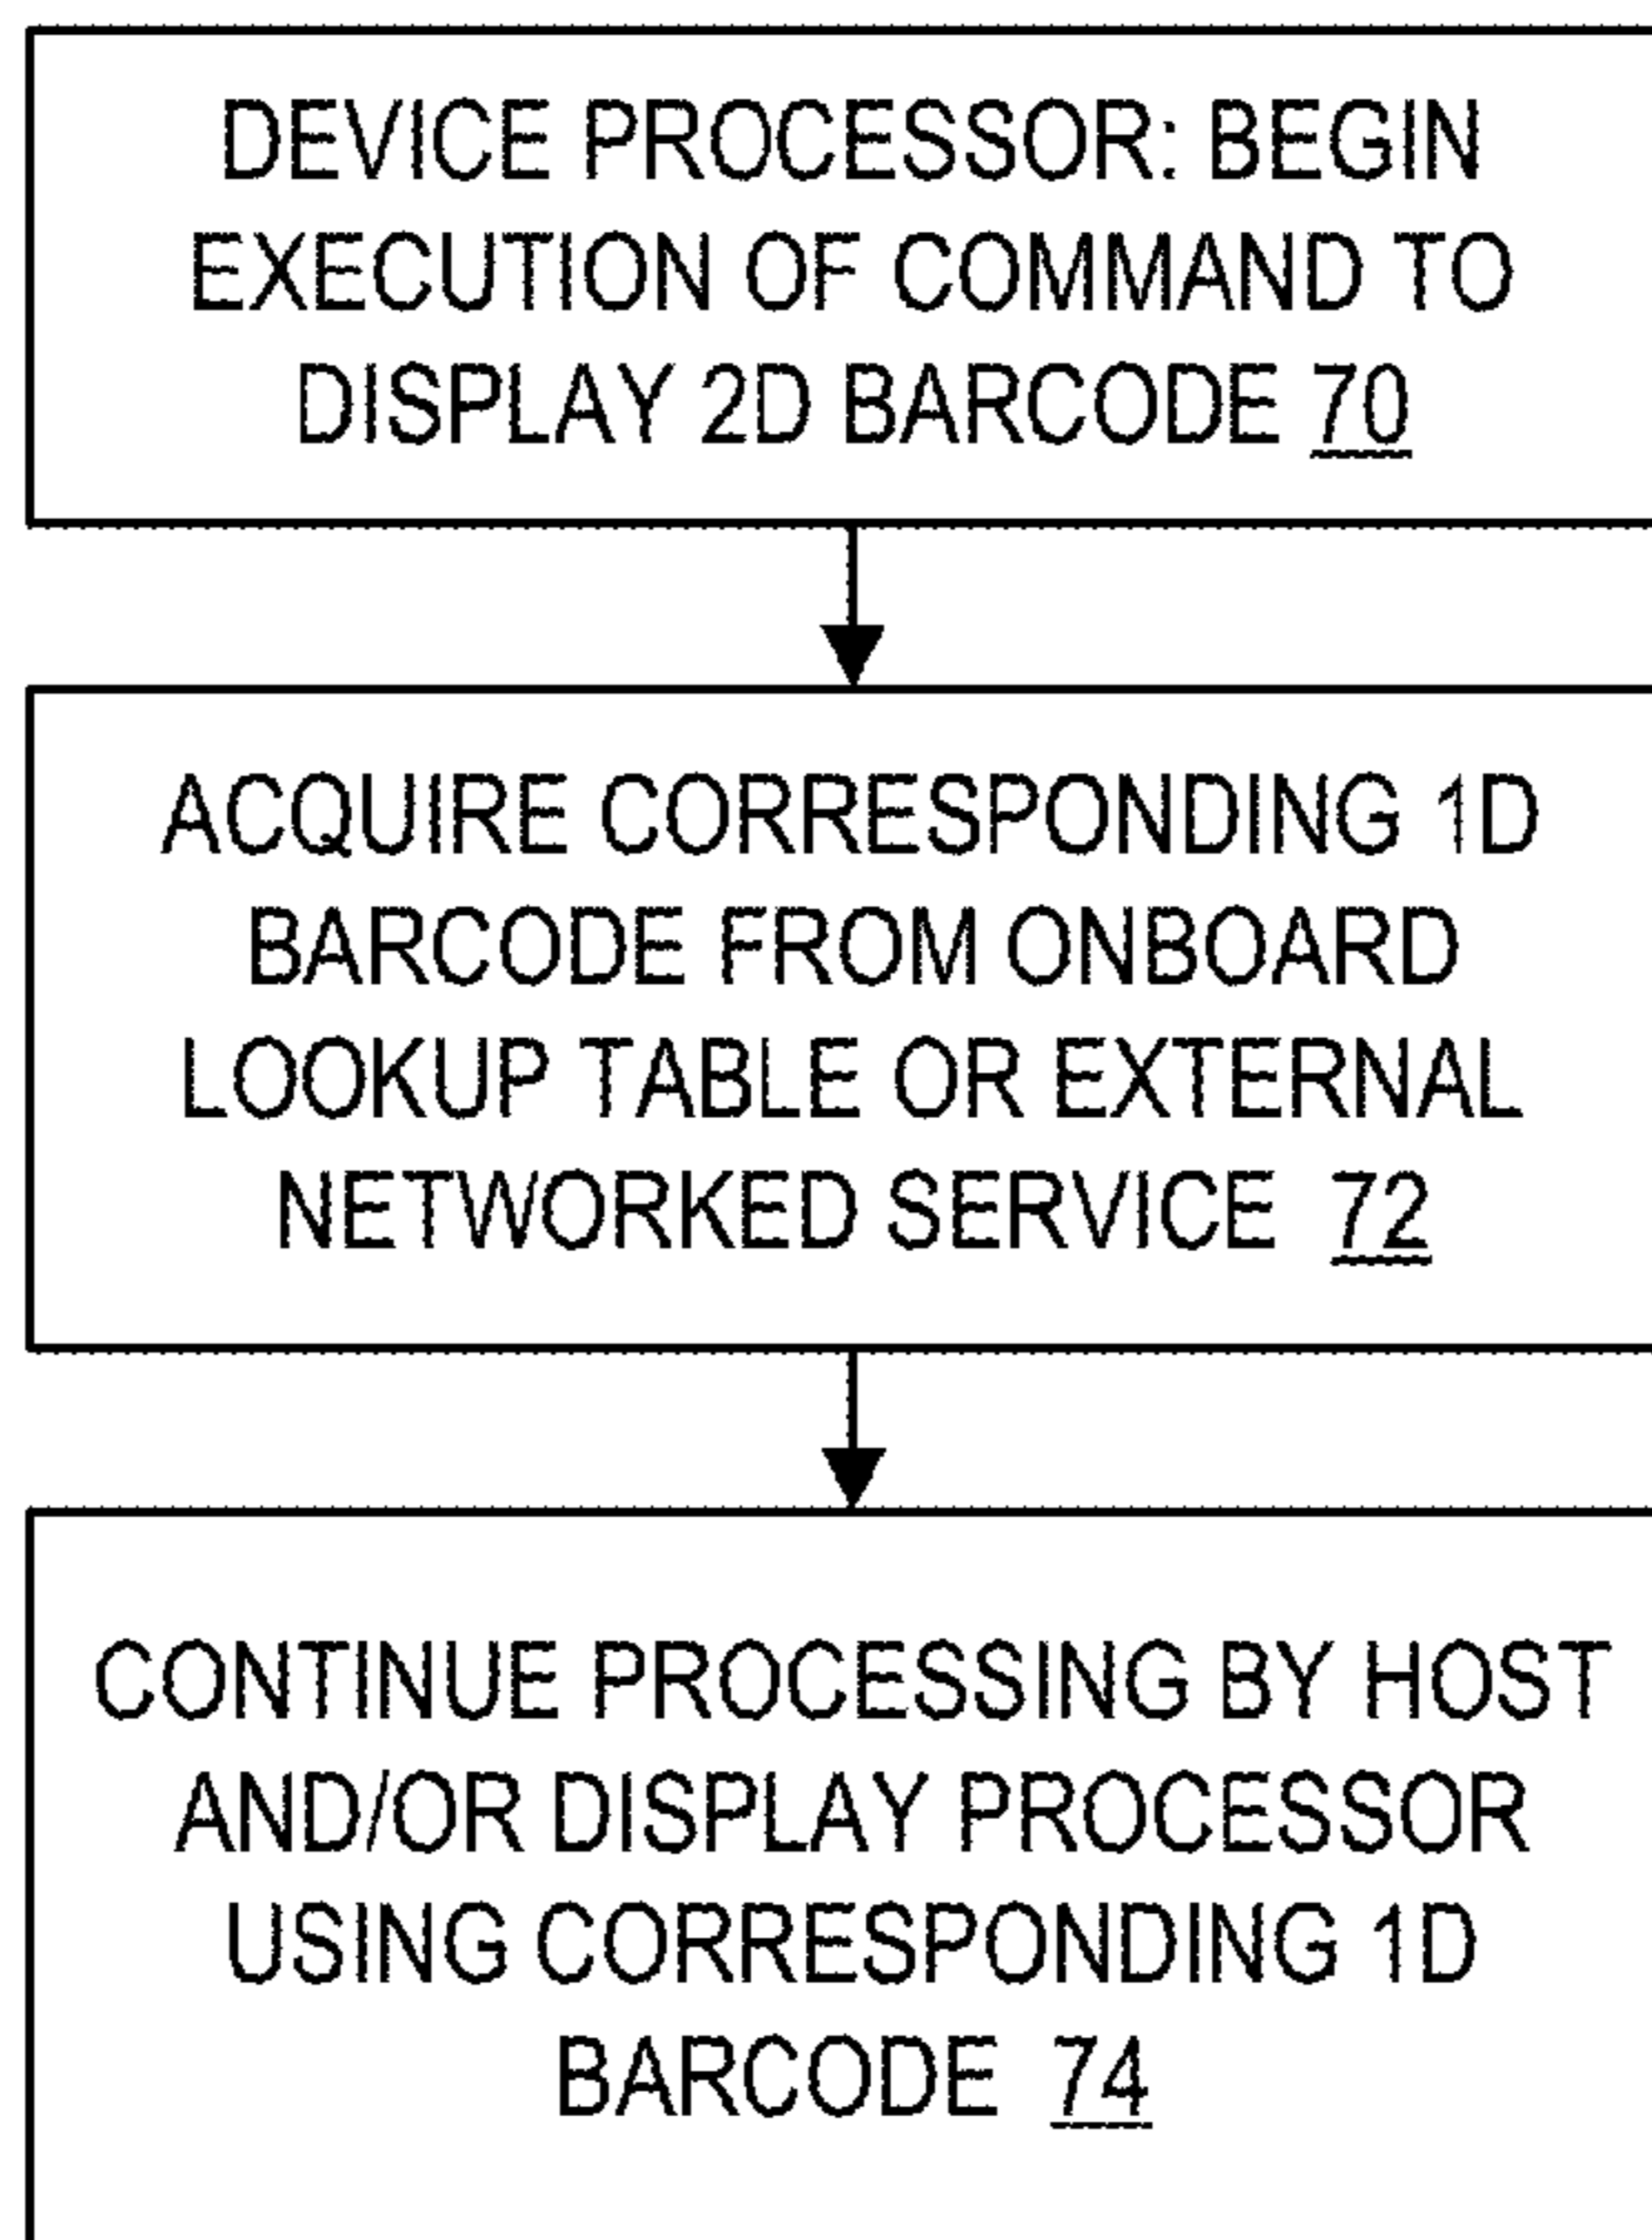 DEVICE PROCESSOR: BEGIN
EXECUTION OF COMMAND TO
DISPLAY 2D BARCODE 70
ACQUIRE CORRESPONDING 1D
BARCODE FROM ONBOARD
LOOKUP TABLE OR EXTERNAL
NETWORKED SERVICE 72
CONTINUE PROCESSING BY HOST
AND/OR DISPLAY PROCESSOR
USING CORRESPONDING 1D
BARCODE 74